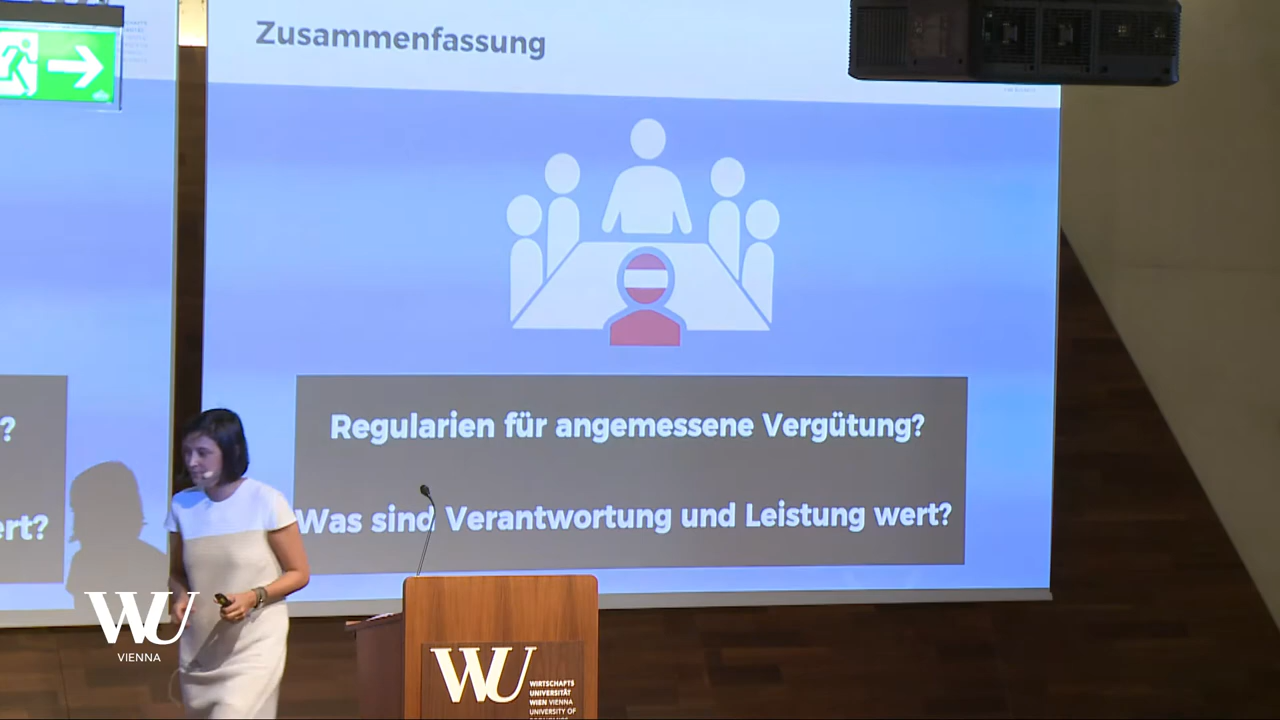 Zusammenfassung
Regularien für angemessene Vergütung?
Was sind Verantwortung und Leistung wert?
?
ert?
WU
VIENNA
WU
WIRTSCHAFTS
UNIVERSITÄT
WIEN VIENNA
UNIVERSITY OF